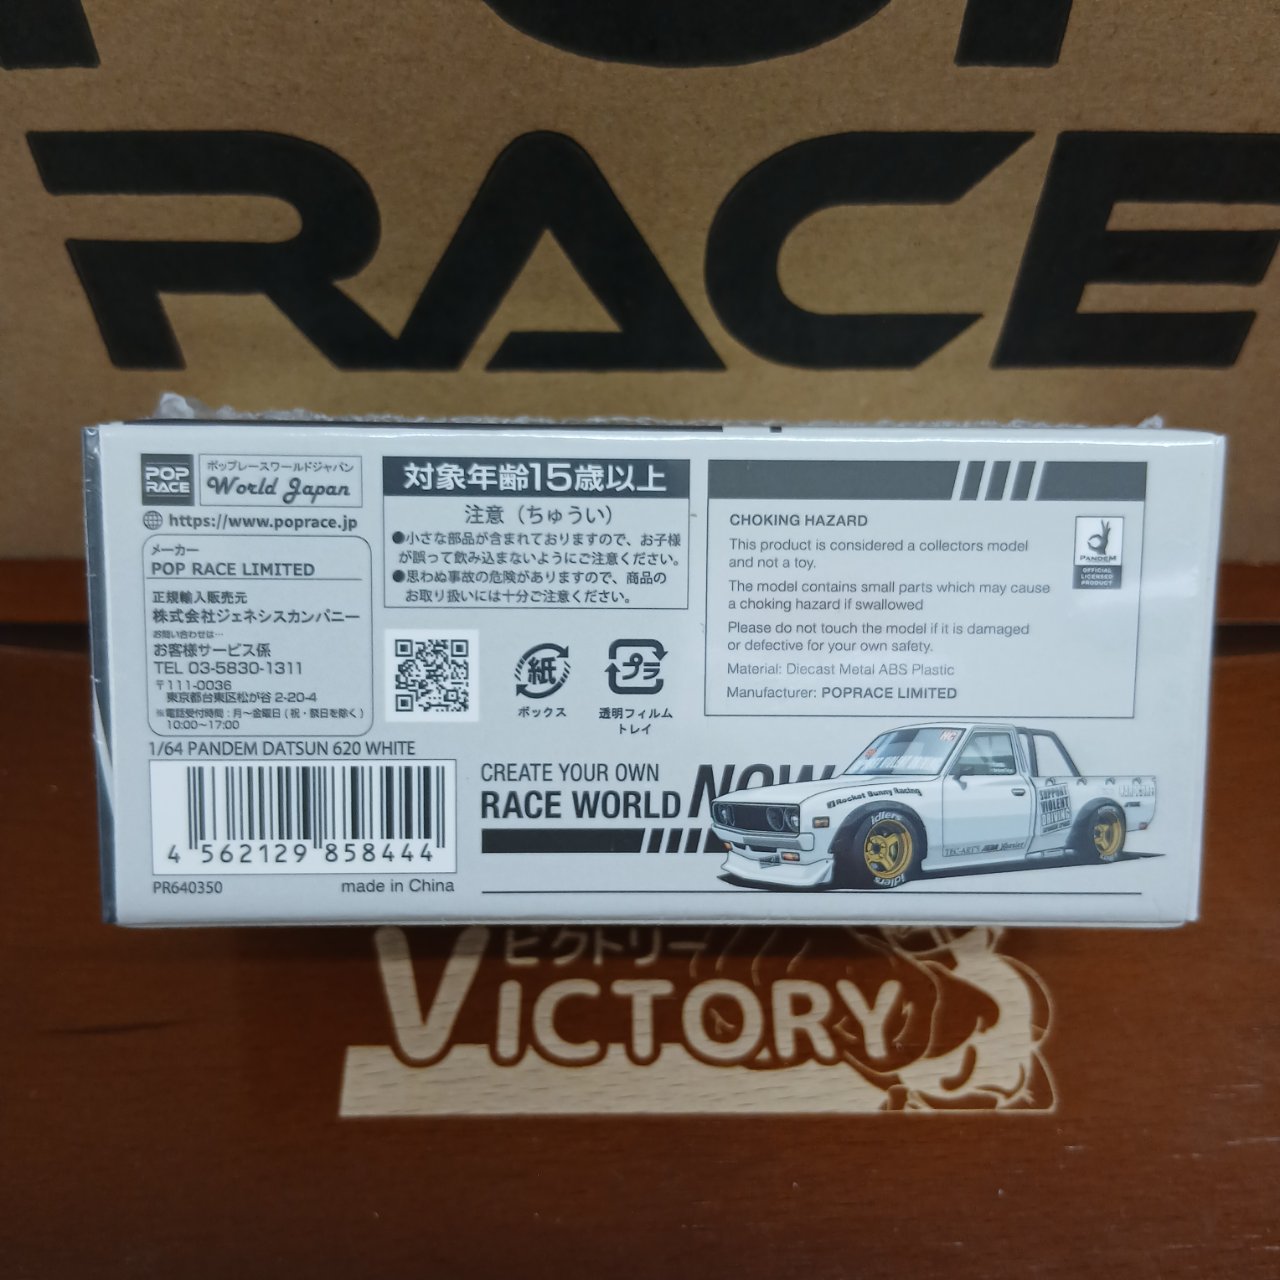 RACE
POP
RACE
ポップレースワールドジャパン
World Japan
https://www.poprace.jp
メーカー
POP RACE LIMITED
正規輸入販売元
株式会社ジェネシスカンパニー
お問い合わせは…
お客様サービス係
TEL 03-5830-1311
〒111-0036
東京都台東区松が谷 2-20-4
※電話受付時間：月～金曜日 ( 祝・祭日を除く )
10:00～17:00
対象年齢15歳以上
注意（ちゅうい）
●小さな部品が含まれておりますので、お子様
が誤って飲み込まないようにご注意ください。
●思わぬ事故の危険がありますので、商品の
お取り扱いには十分ご注意ください。
紙
ボックス
プラ
透明フィルム
トレイ
CHOKING HAZARD
This product is considered a collectors model
and not a toy.
The model contains small parts which may cause
a choking hazard if swallowed
Please do not touch the model if it is damaged
or defective for your own safety.
Material: Diecast Metal ABS Plastic
Manufacturer: POPRACE LIMITED
PANDEM
OFFICIAL
LICENSED
PRODUCT
1/64 PANDEM DATSUN 620 WHITE
4 562129 858444
PR640350
made in China
CREATE YOUR OWN
RACE WORLD NOW
HG
Rocket Bunny Racing
idlers
idlers
SUPPORT
VIOLENT
DRIVING
ビクトリー
VICTORY